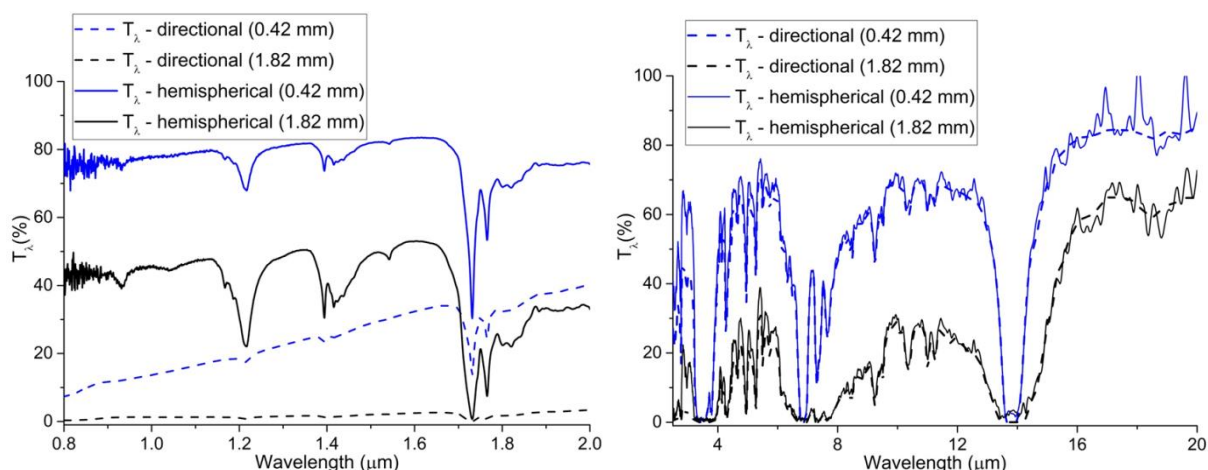 T_λ - directional (0.42 mm)
T_λ - directional (1.82 mm)
T_λ - hemispherical (0.42 mm)
T_λ - hemispherical (1.82 mm)
100
80
60
40
20
0
T_λ(%)
0.8 1.0 1.2 1.4 1.6 1.8 2.0
Wavelength (μm)
T_λ - directional (0.42 mm)
T_λ - directional (1.82 mm)
T_λ - hemispherical (0.42 mm)
T_λ - hemispherical (1.82 mm)
100
80
60
40
20
0
T_λ(%)
4 8 12 16 20
Wavelength (μm)